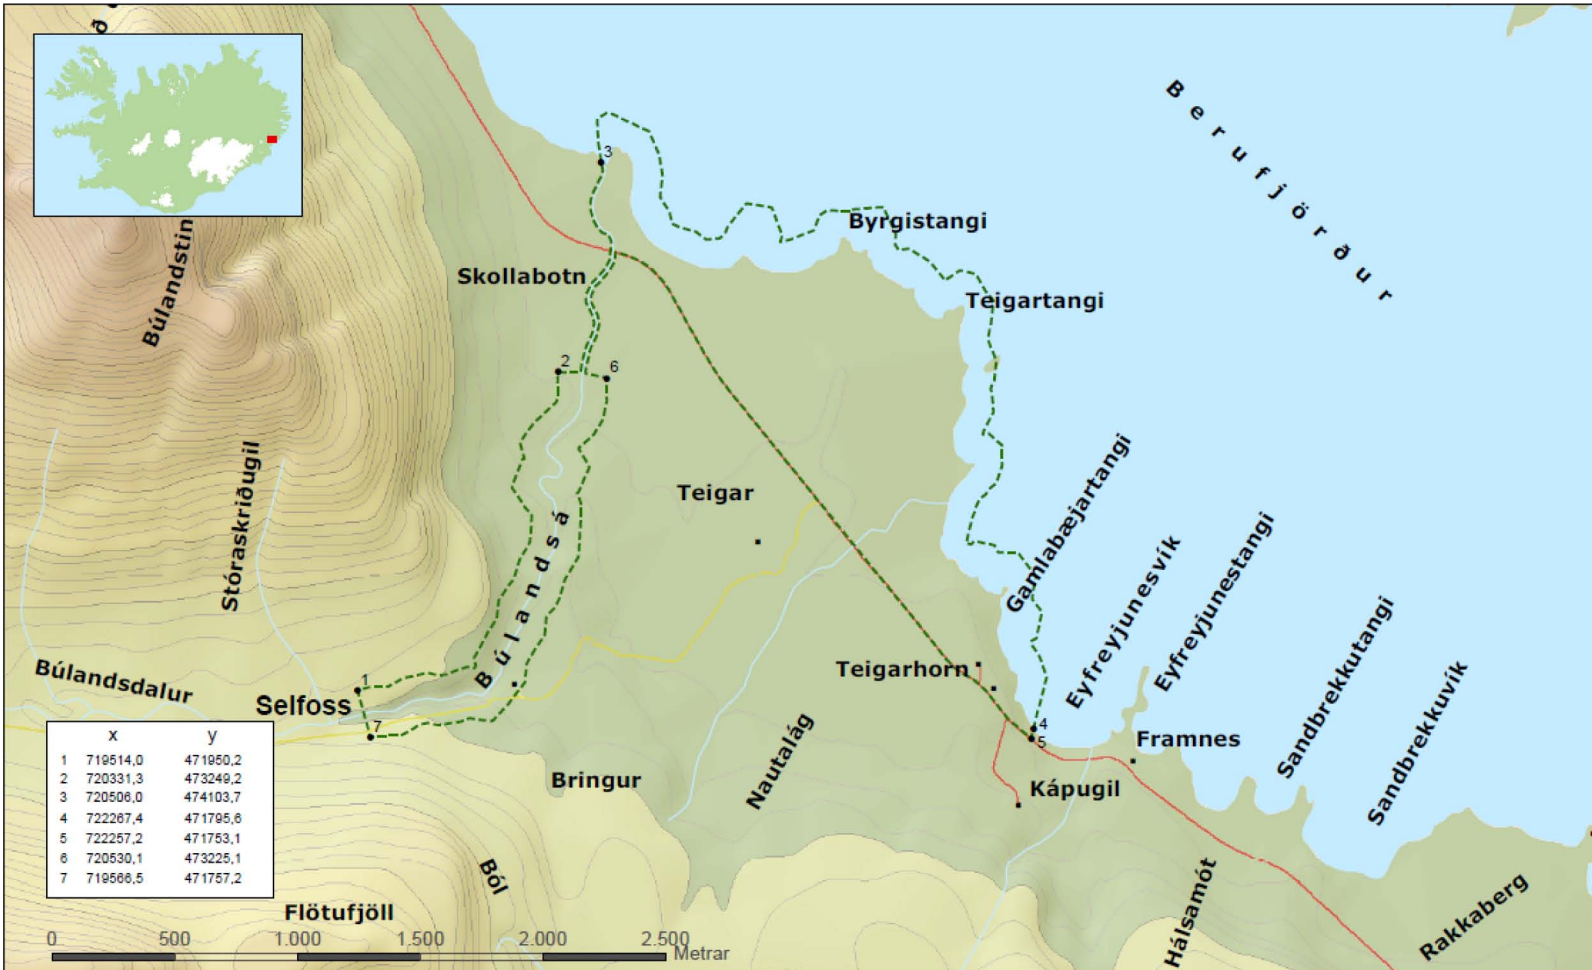 Berufjörður
3
Byrgistangi
Skollabotn
Teigartangi
Búlandstin
2
6
Stóraskriðugil
Teigar
Búlandsá
Gamlabæjartangi
Eyfreyjunesvík
Eyfreyjunestangi
Sandbrekkutangi
Sandbrekkuvík
Teigarhorn
Búlandsdalur
1
Selfoss
7
4
5
Framnes
Nautalág
Bringur
Kápugil
x y
1 719514,0 471950,2
2 720331,3 473249,2
3 720506,0 474103,7
4 722267,4 471795,6
5 722257,2 471753,1
6 720530,1 473225,1
7 719566,5 471757,2
Ból
Flötufjöll
Hálsamót
Rakkaberg
0 500 1.000 1.500 2.000 2.500
Metrar